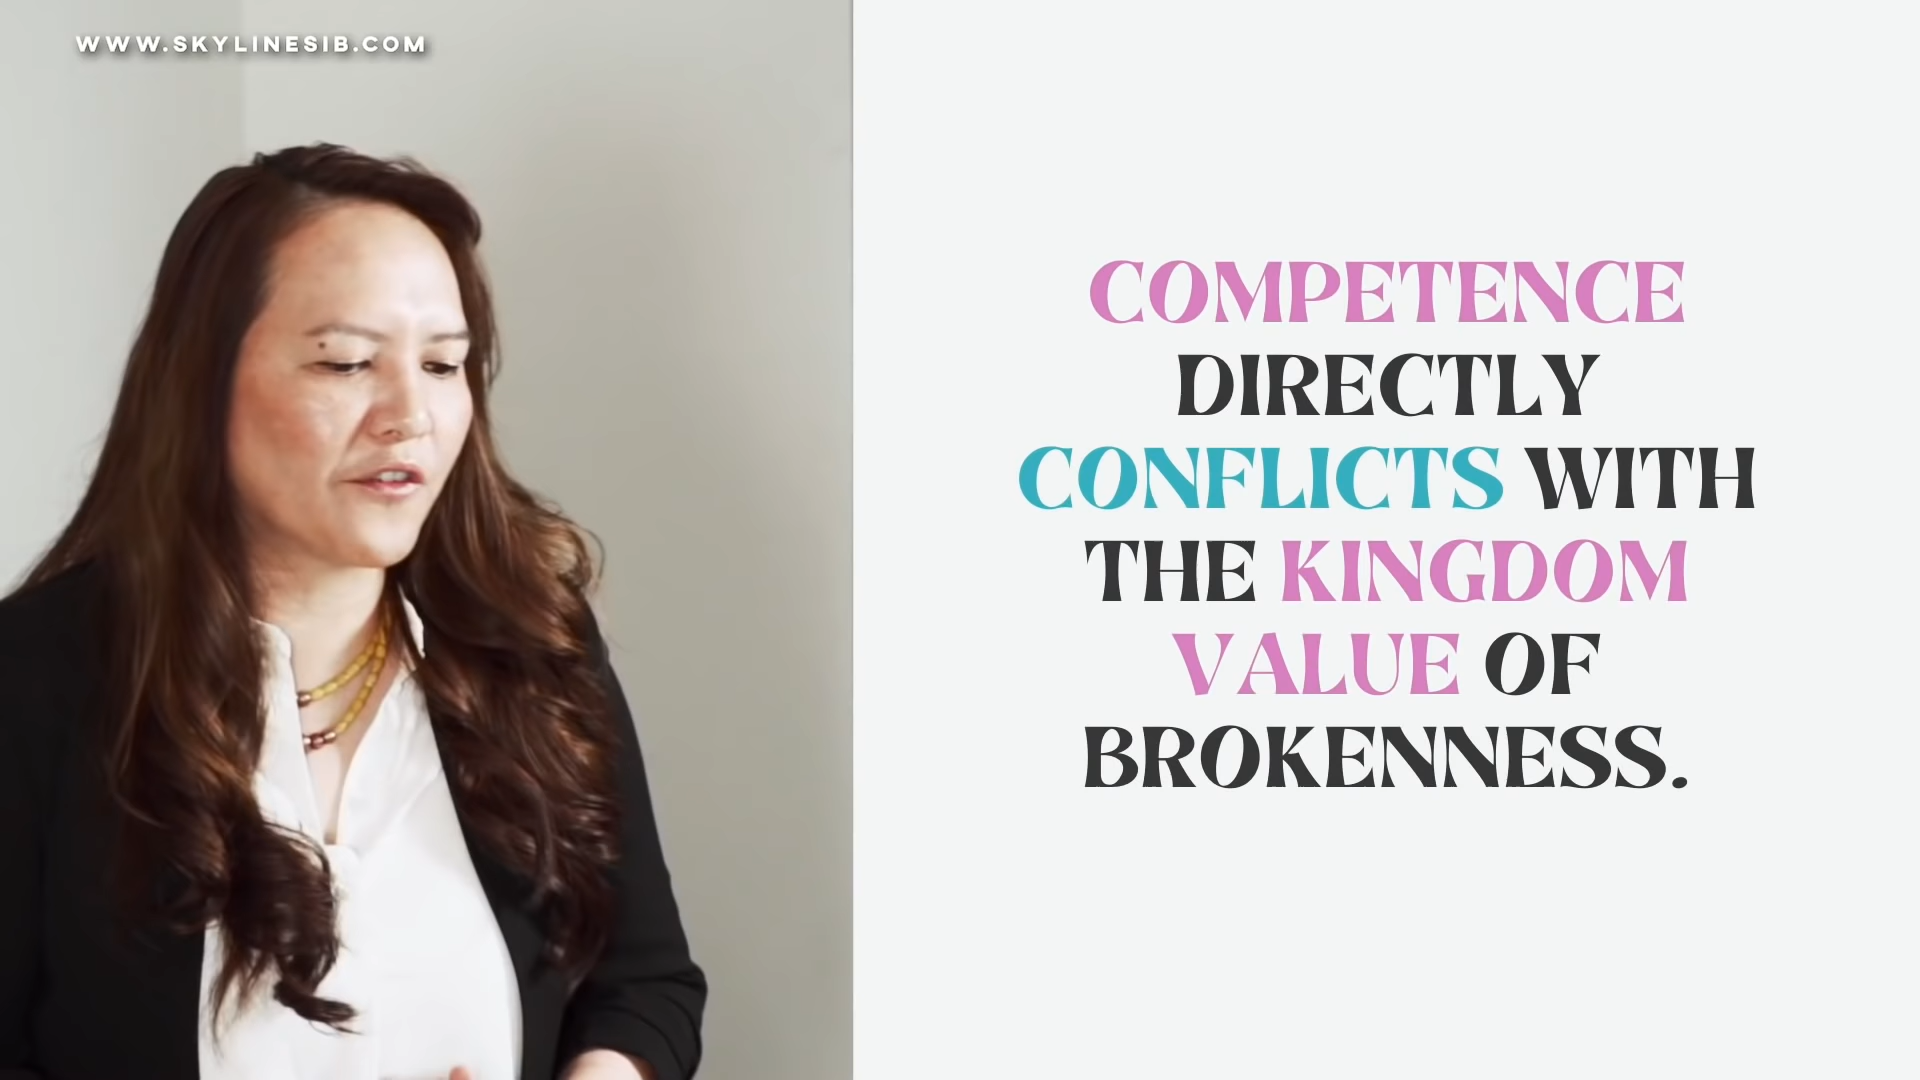 WWW.SKYLINESIB.COM
COMPETENCE
DIRECTLY
CONFLICTS WITH
THE KINGDOM
VALUE OF
BROKENNESS.